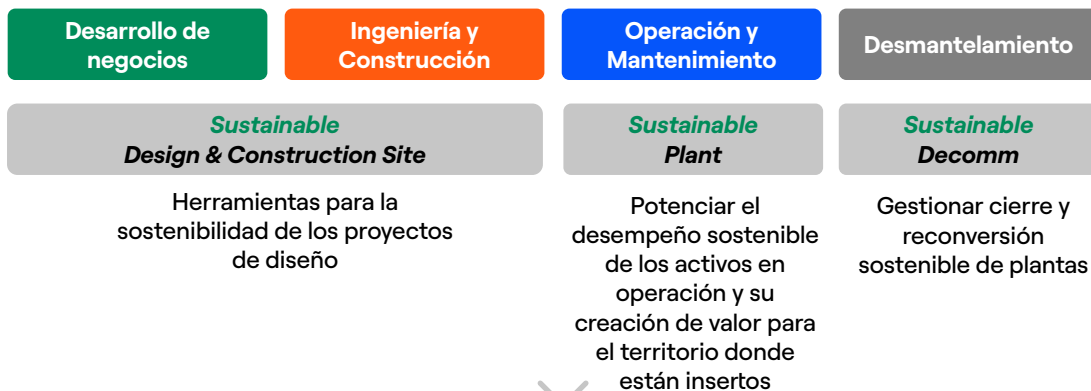 Desarrollo de
negocios
Ingeniería y
Construcción
Operación y
Mantenimiento
Desmantelamiento
Sustainable
Design & Construction Site
Sustainable
Plant
Sustainable
Decomm
Herramientas para la
sostenibilidad de los proyectos
de diseño
Potenciar el
desempeño sostenible
de los activos en
operación y su
creación de valor para
el territorio donde
están insertos
Gestionar cierre y
reconversión
sostenible de plantas